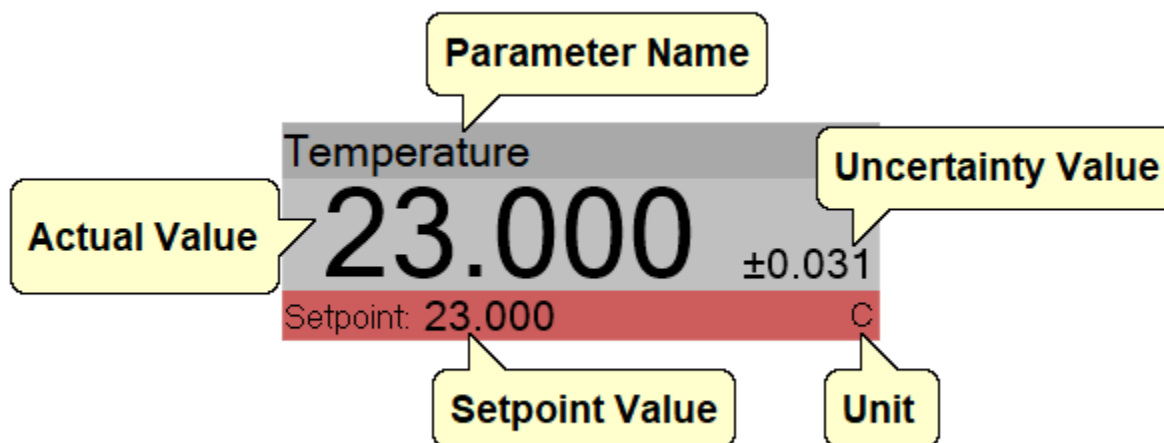 Parameter Name
Temperature
Uncertainty Value
Actual Value
23.000
±0.031
Setpoint: 23.000 C
Setpoint Value
Unit